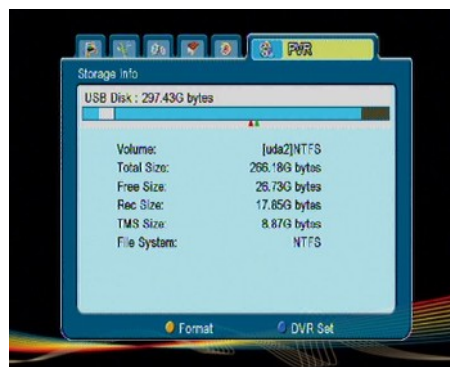 PVR
Storage Info
USB Disk : 297.43G bytes
Volume: [uda2]NTFS
Total Size: 266.18G bytes
Free Size: 26.73G bytes
Rec Size: 17.85G bytes
TMS Size: 8.87G bytes
File System: NTFS
Format DVR Set